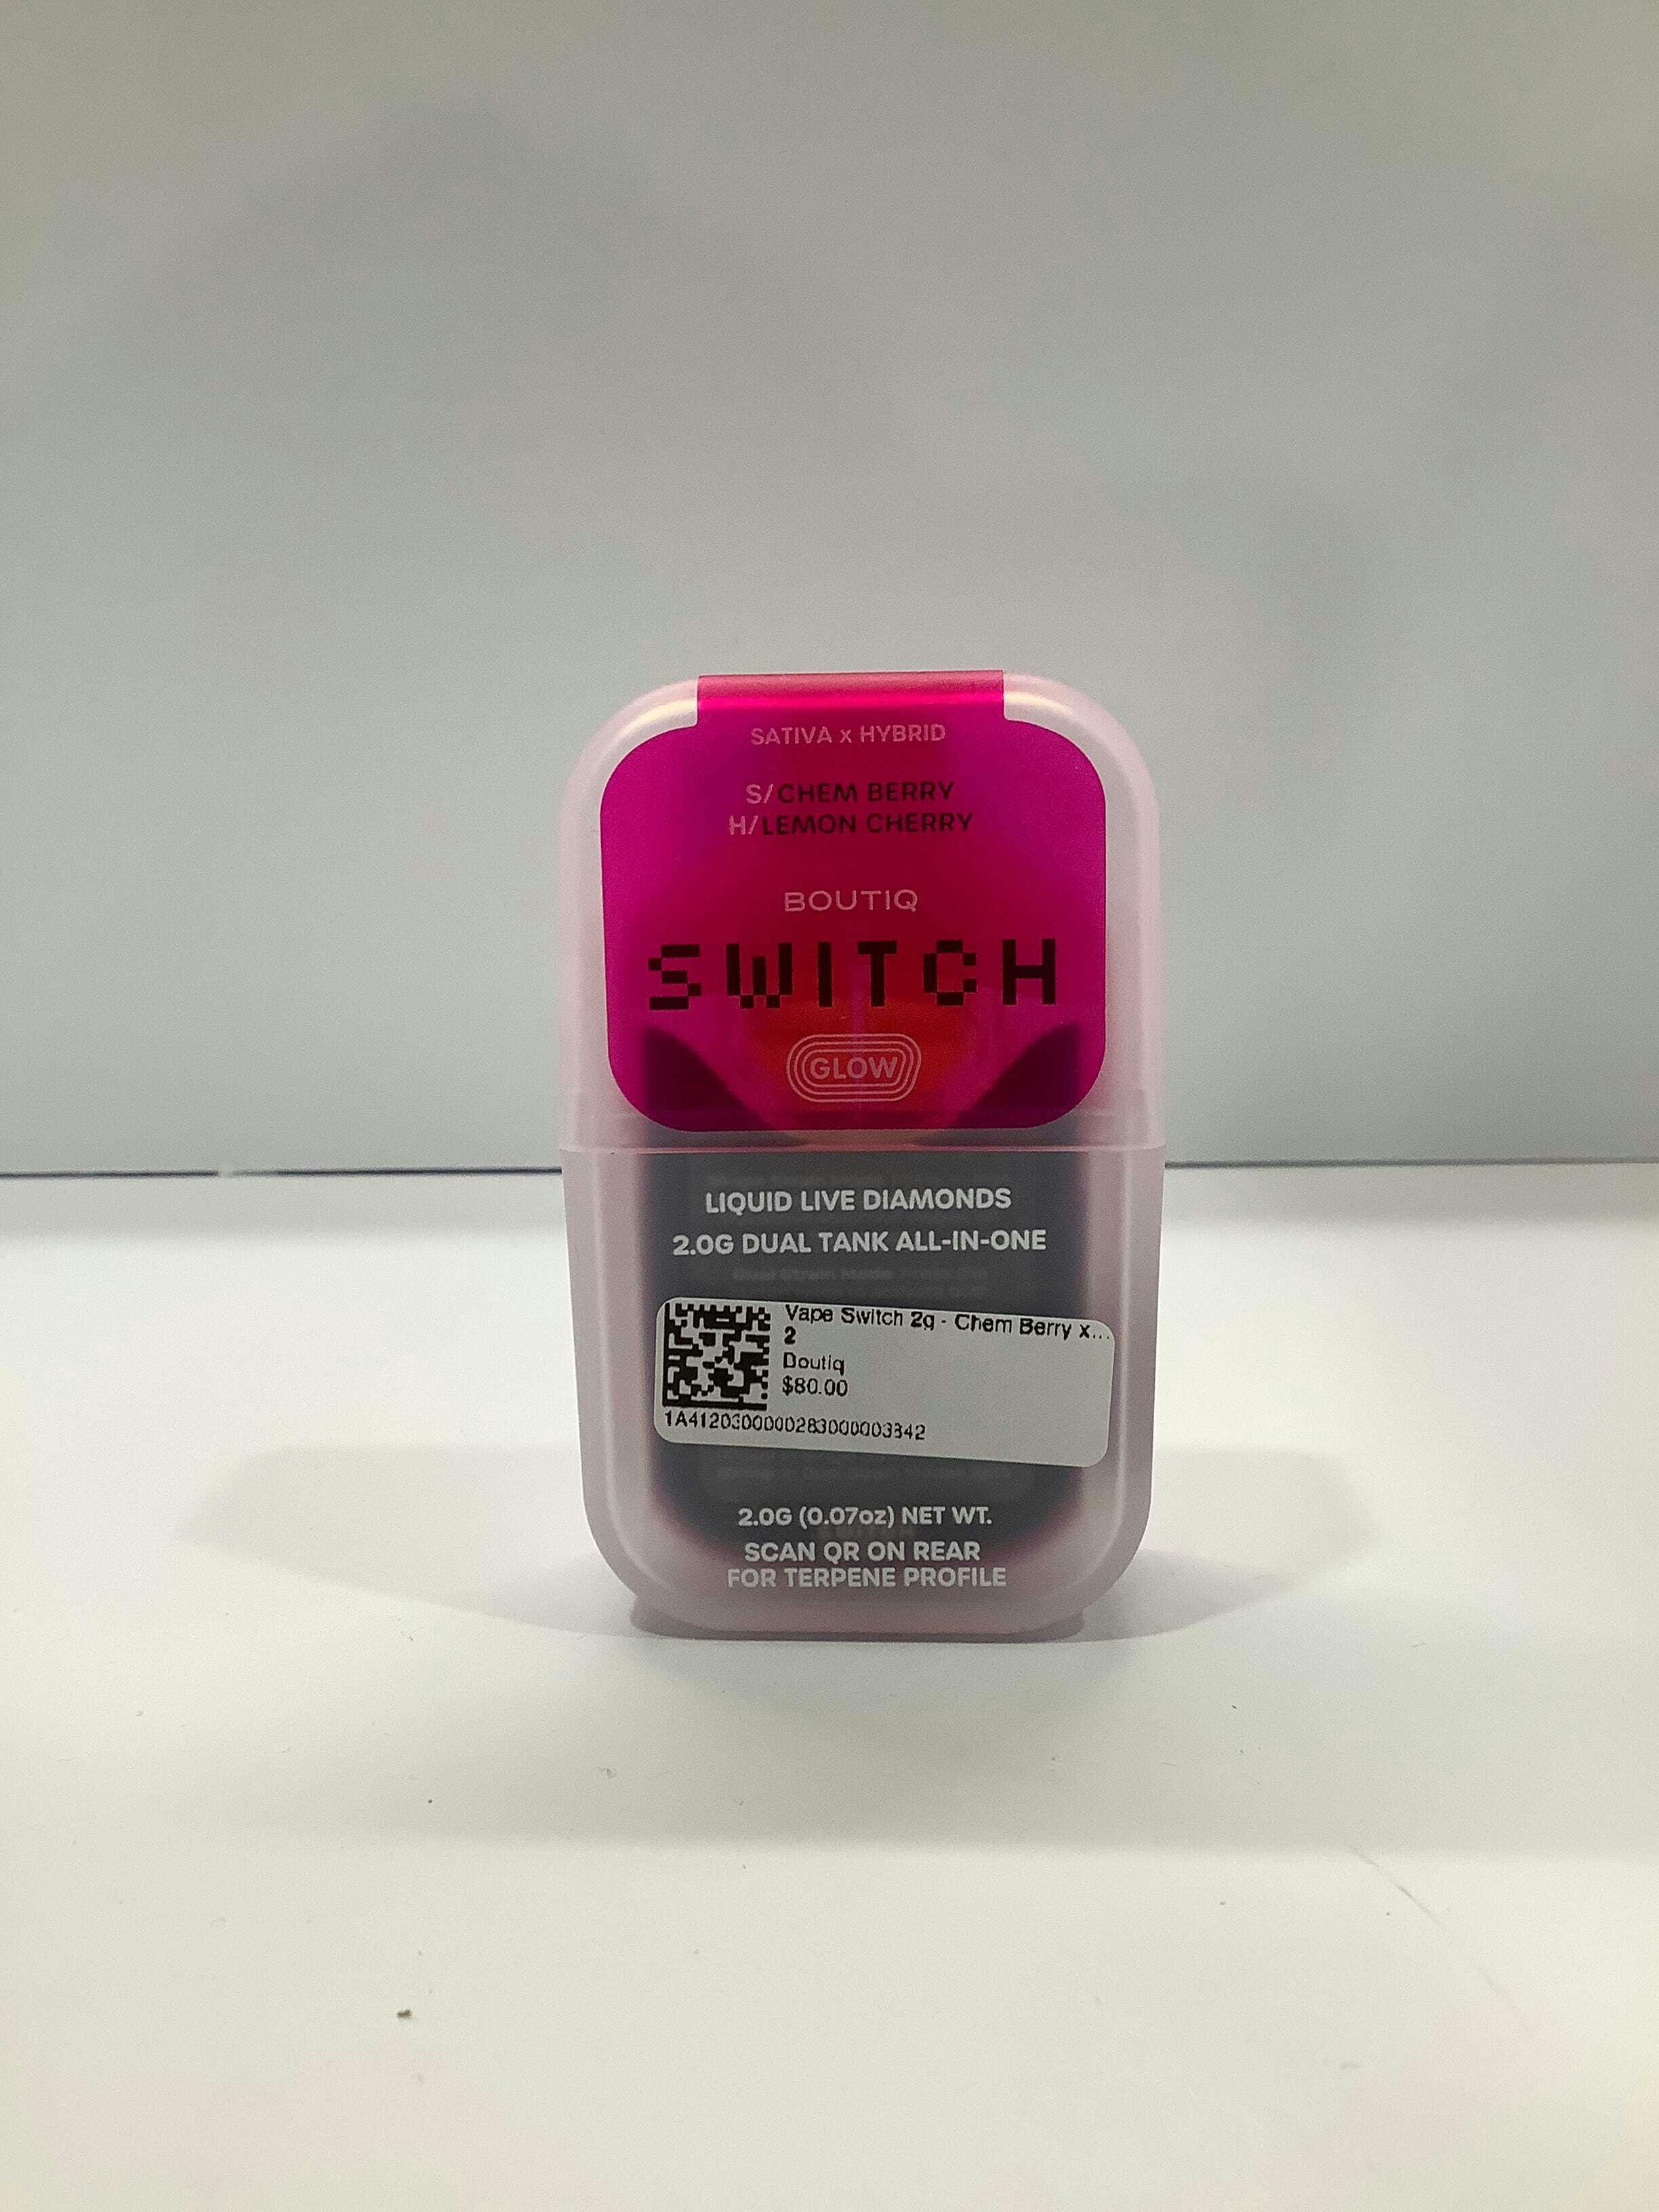 SATIVA x HYBRID
S/CHEM BERRY
H/LEMON CHERRY
BOUTIQ
SWITCH
GLOW
LIQUID LIVE DIAMONDS
2.0G DUAL TANK ALL-IN-ONE
Vape Switch 2g - Chem Berry x...
2
Boutiq
$80.00
1A4120300000283000003842
2.0G (0.07oz) NET WT.
SCAN QR ON REAR
FOR TERPENE PROFILE